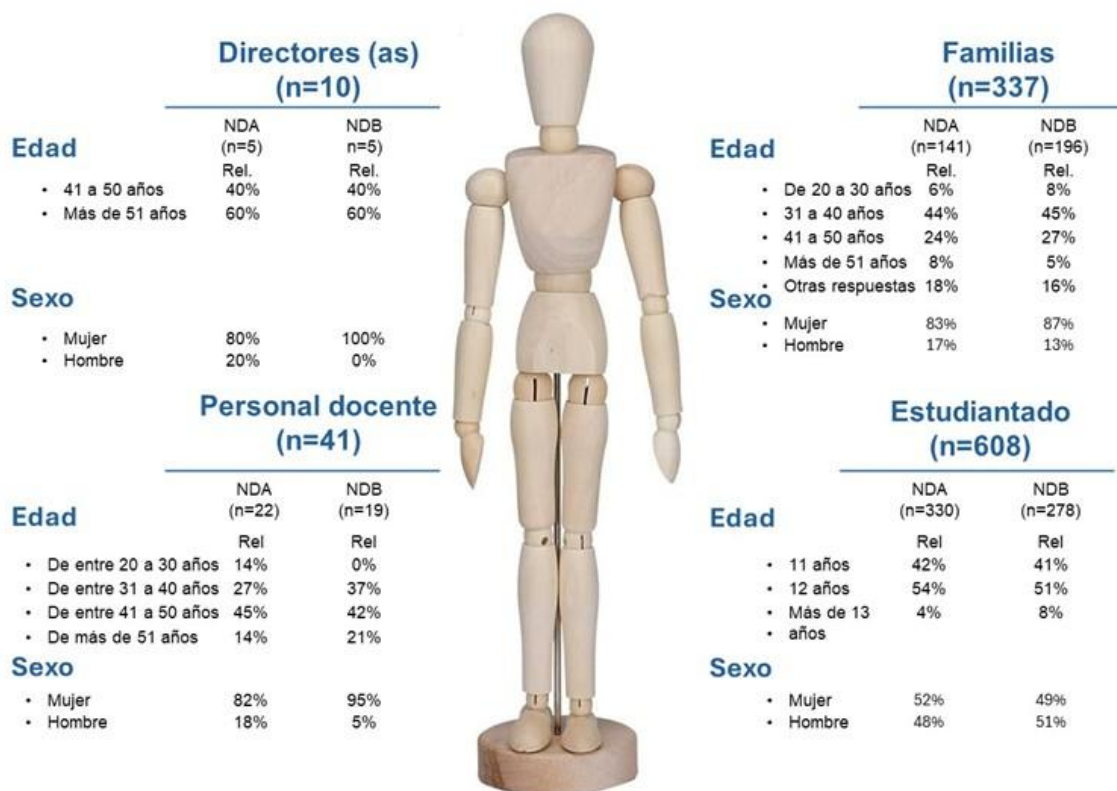 Directores (as)
(n=10)
NDA NDB
(n=5) n=5)
Edad
Rel. Rel.
• 41 a 50 años 40% 40%
• Más de 51 años 60% 60%
Sexo
• Mujer 80% 100%
• Hombre 20% 0%
Familias
(n=337)
NDA NDB
(n=141) (n=196)
Edad
Rel. Rel.
• De 20 a 30 años 6% 8%
• 31 a 40 años 44% 45%
• 41 a 50 años 24% 27%
• Más de 51 años 8% 5%
• Otras respuestas 18% 16%
Sexo
• Mujer 83% 87%
• Hombre 17% 13%
Personal docente
(n=41)
NDA NDB
(n=22) (n=19)
Edad
Rel Rel
• De entre 20 a 30 años 14% 0%
• De entre 31 a 40 años 27% 37%
• De entre 41 a 50 años 45% 42%
• De más de 51 años 14% 21%
Sexo
• Mujer 82% 95%
• Hombre 18% 5%
Estudiantado
(n=608)
NDA NDB
(n=330) (n=278)
Edad
Rel Rel
• 11 años 42% 41%
• 12 años 54% 51%
• Más de 13 4% 8%
• años
Sexo
• Mujer 52% 49%
• Hombre 48% 51%